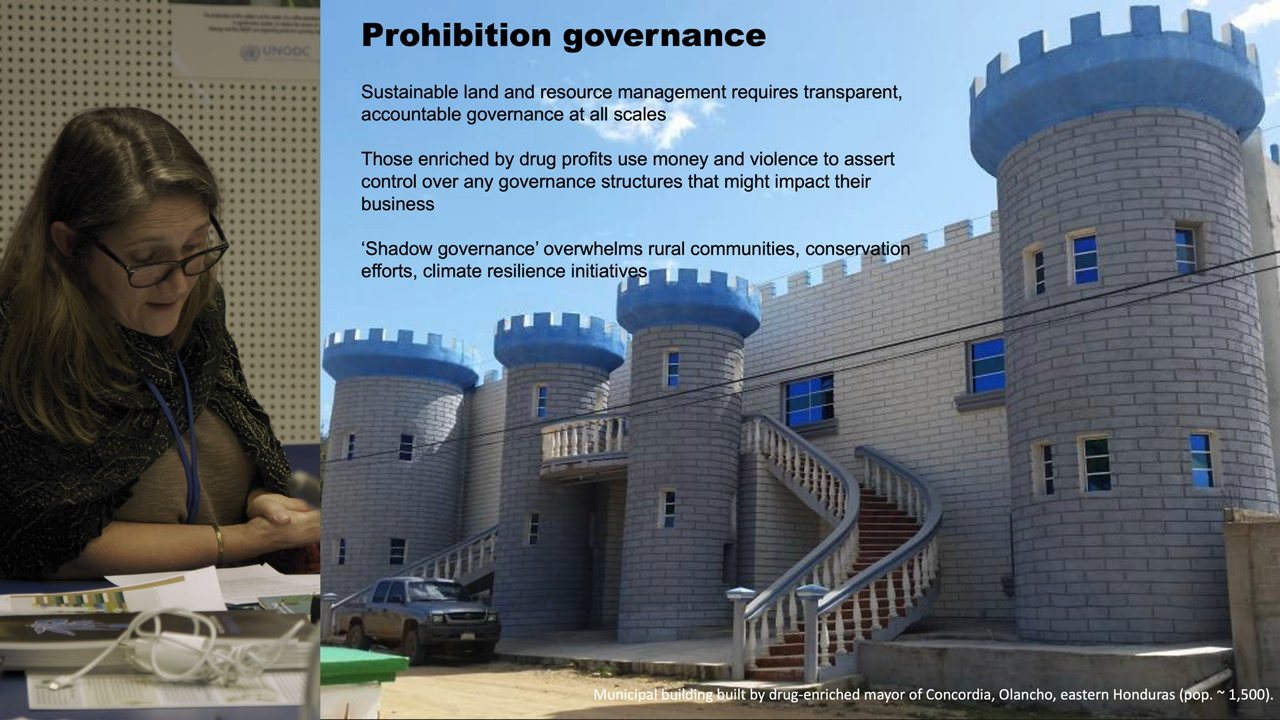 UNODC
Prohibition governance
Sustainable land and resource management requires transparent,
accountable governance at all scales
Those enriched by drug profits use money and violence to assert
control over any governance structures that might impact their
business
‘Shadow governance’ overwhelms rural communities, conservation
efforts, climate resilience initiatives
Municipal building built by drug-enriched mayor of Concordia, Olancho, eastern Honduras (pop. ~ 1,500).